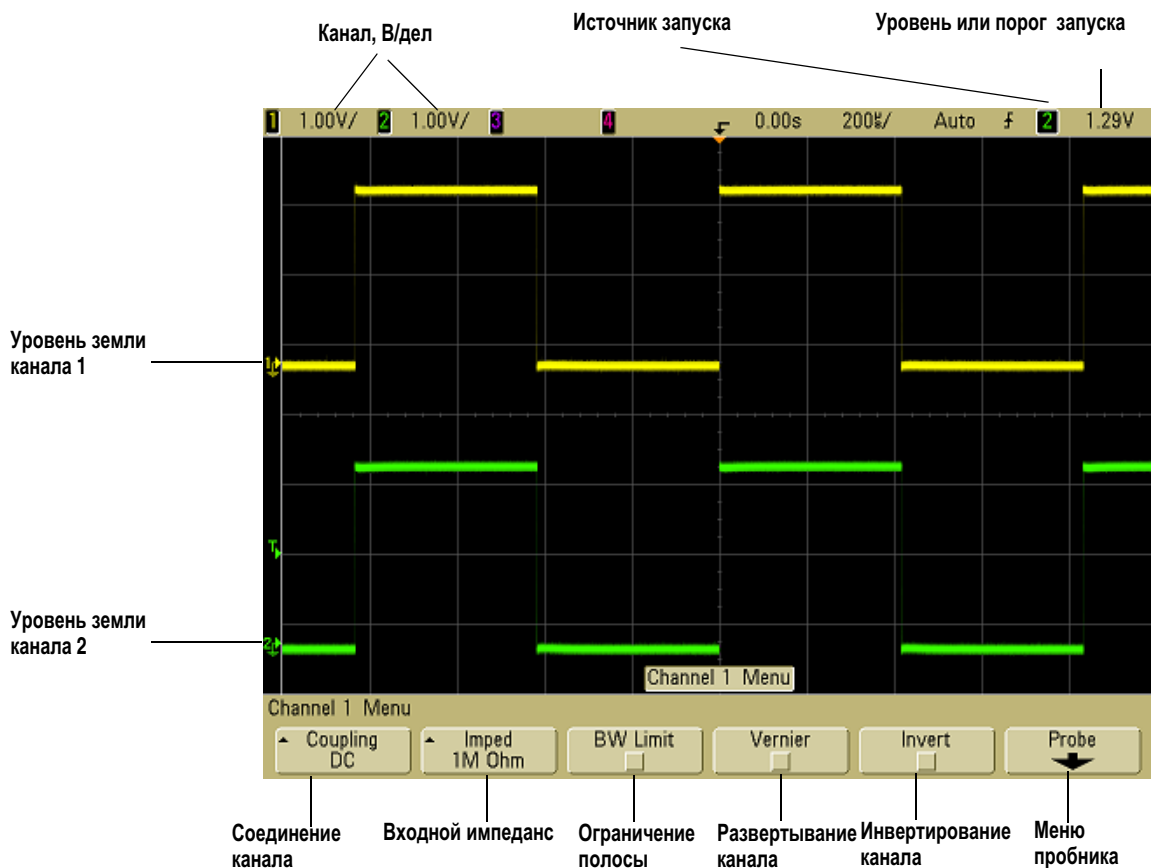 Канал, В/дел
Источник запуска
Уровень или порог запуска
1 1.00V/ 2 1.00V/ 3 4 0.00s 200㎲/ Auto 2 1.29V
Уровень земли
канала 1
1
T
Уровень земли
канала 2
2
Channel 1 Menu
Channel 1 Menu
Coupling
DC
Imped
1M Ohm
BW Limit
Vernier
Invert
Probe
Соединение
канала
Входной импеданс
Ограничение
полосы
Развертывание
канала
Инвертирование
канала
Меню
пробника